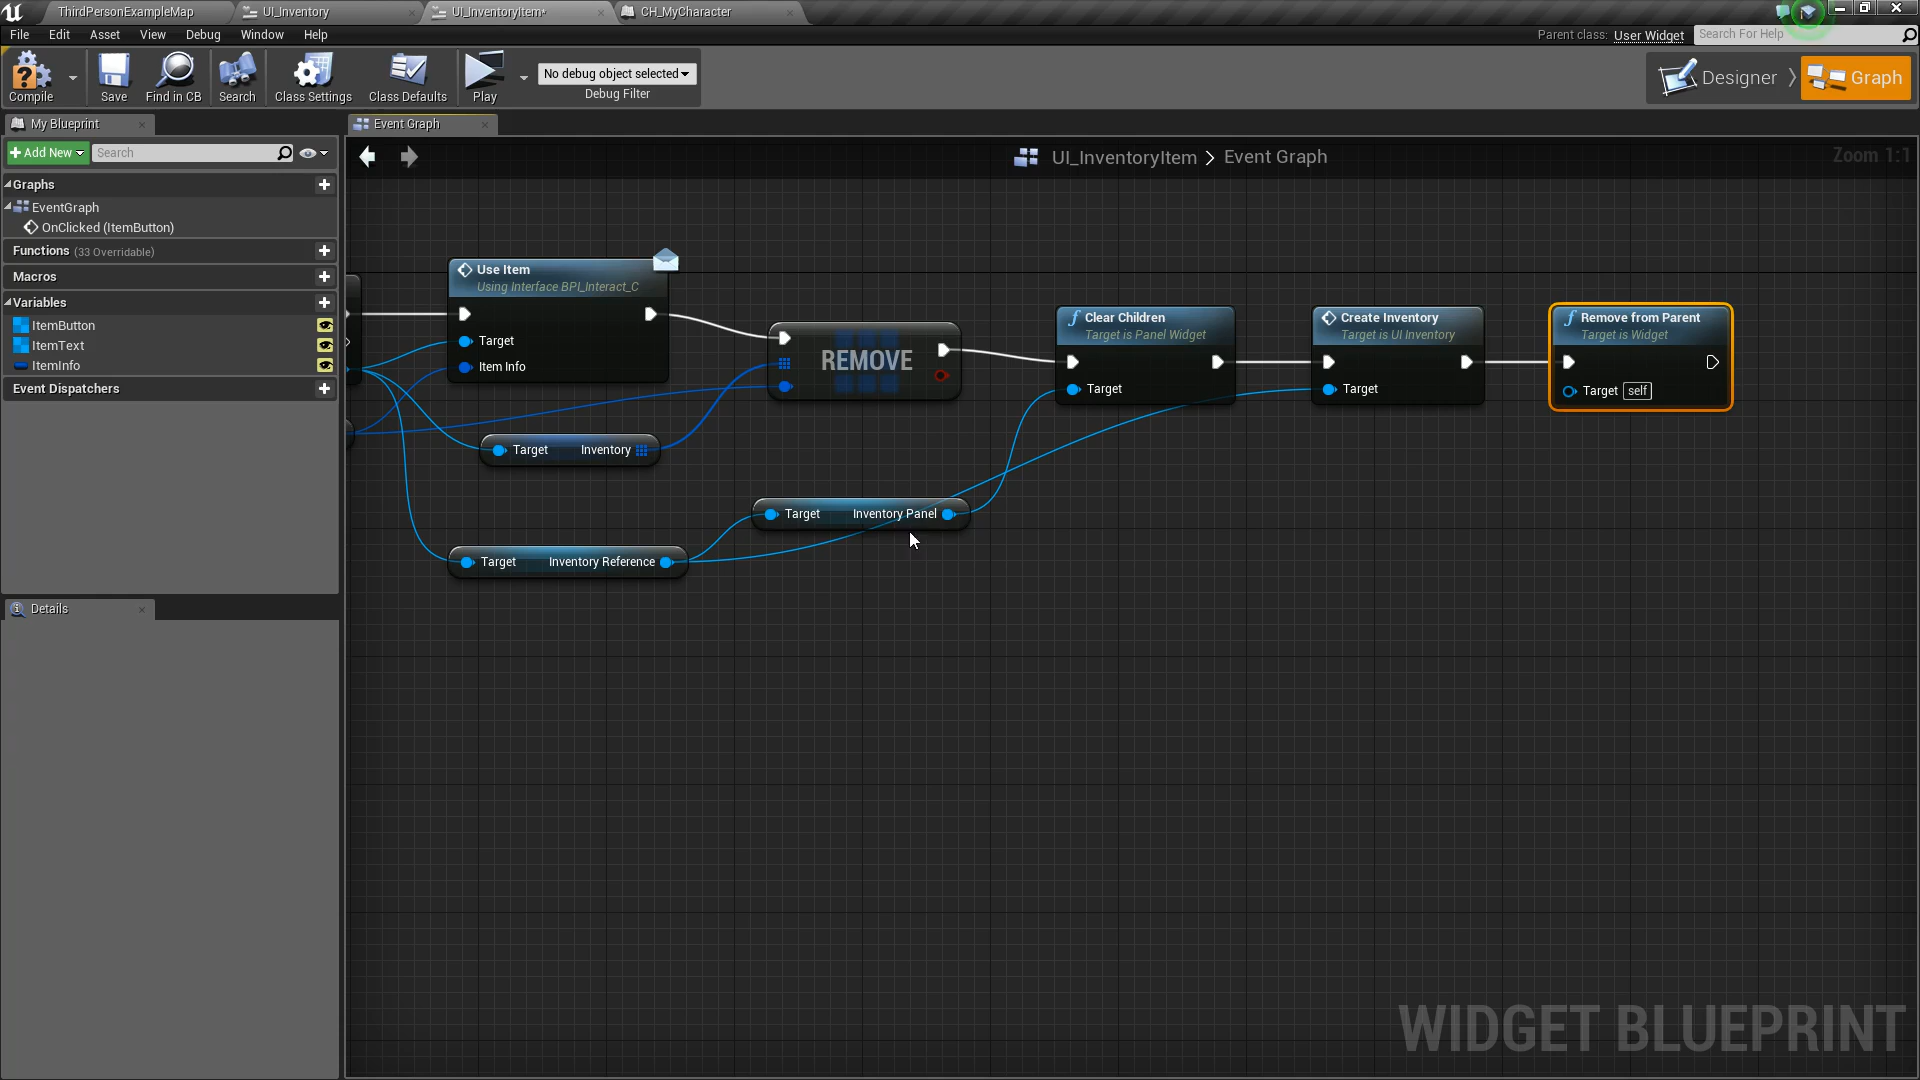 ThirdPersonExampleMap
UI_Inventory
UI_InventoryItem*
CH_MyCharacter
File Edit Asset View Debug Window Help
Parent class: User Widget
Search For Help
Compile
Save
Find in CB
Search
Class Settings
Class Defaults
Play
No debug object selected
Debug Filter
Designer
Graph
My Blueprint
Event Graph
Add New
Search
UI_InventoryItem > Event Graph
Zoom 1:1
Graphs
EventGraph
OnClicked (ItemButton)
Functions (33 Overridable)
Macros
Variables
ItemButton
ItemText
ItemInfo
Event Dispatchers
Details
Use Item
Using Interface BPI_Interact_C
Target
Item Info
REMOVE
Clear Children
Target is Panel Widget
Target
Create Inventory
Target is UI Inventory
Target
Remove from Parent
Target is Widget
Target self
Target Inventory
Target Inventory Panel
Target Inventory Reference
WIDGET BLUEPRINT